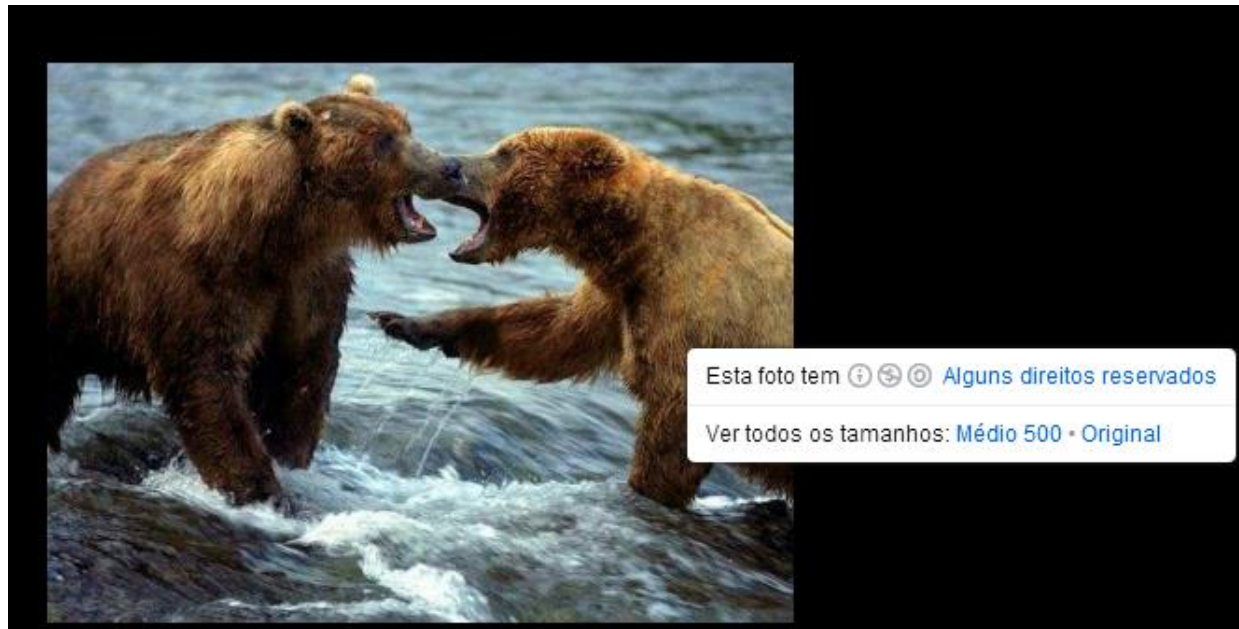 Esta foto tem Alguns direitos reservados
Ver todos os tamanhos: Médio 500 • Original